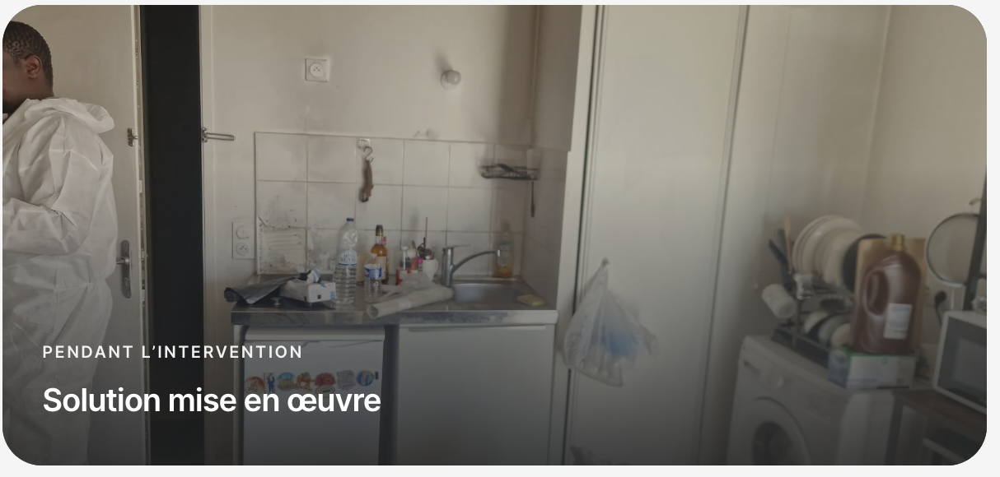 PENDANT L’INTERVENTION
Solution mise en œuvre